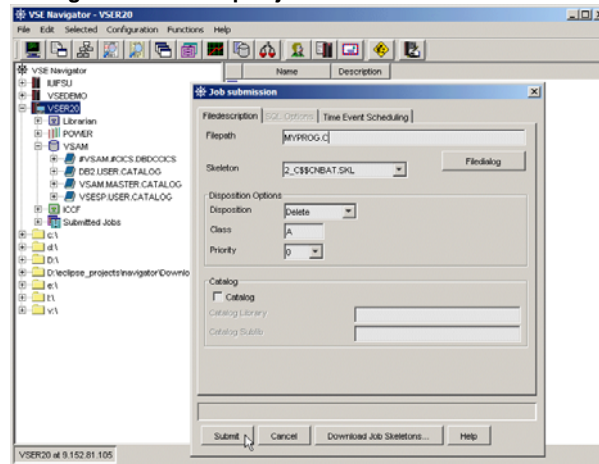 VSE Navigator - VSER20
File Edit Selected Configuration Functions Help
VSE Navigator
IUIFSU
VSEDEMO
VSER20
Librarian
POWER
VSAM
#VSAM.#CICS.DBDCCICS
DB2.USER.CATALOG
VSAM.MASTER.CATALOG
VSESP.USER.CATALOG
ICCF
Submitted Jobs
c:\
d:\
D:\
D:\eclipse_projects\navigator\Downlo
e:\
t:\
v:\
Name Description
Job submission
Filedescription SQL Options Time Event Scheduling
Filepath MYPROG.C
Skeleton 2_C$$CNBAT.SKL Filedialog
Disposition Options
Disposition Delete
Class A
Priority 0
Catalog
Catalog
Catalog Library
Catalog Sublib
Submit Cancel Download Job Skeletons... Help
VSER20 at 9.152.81.105